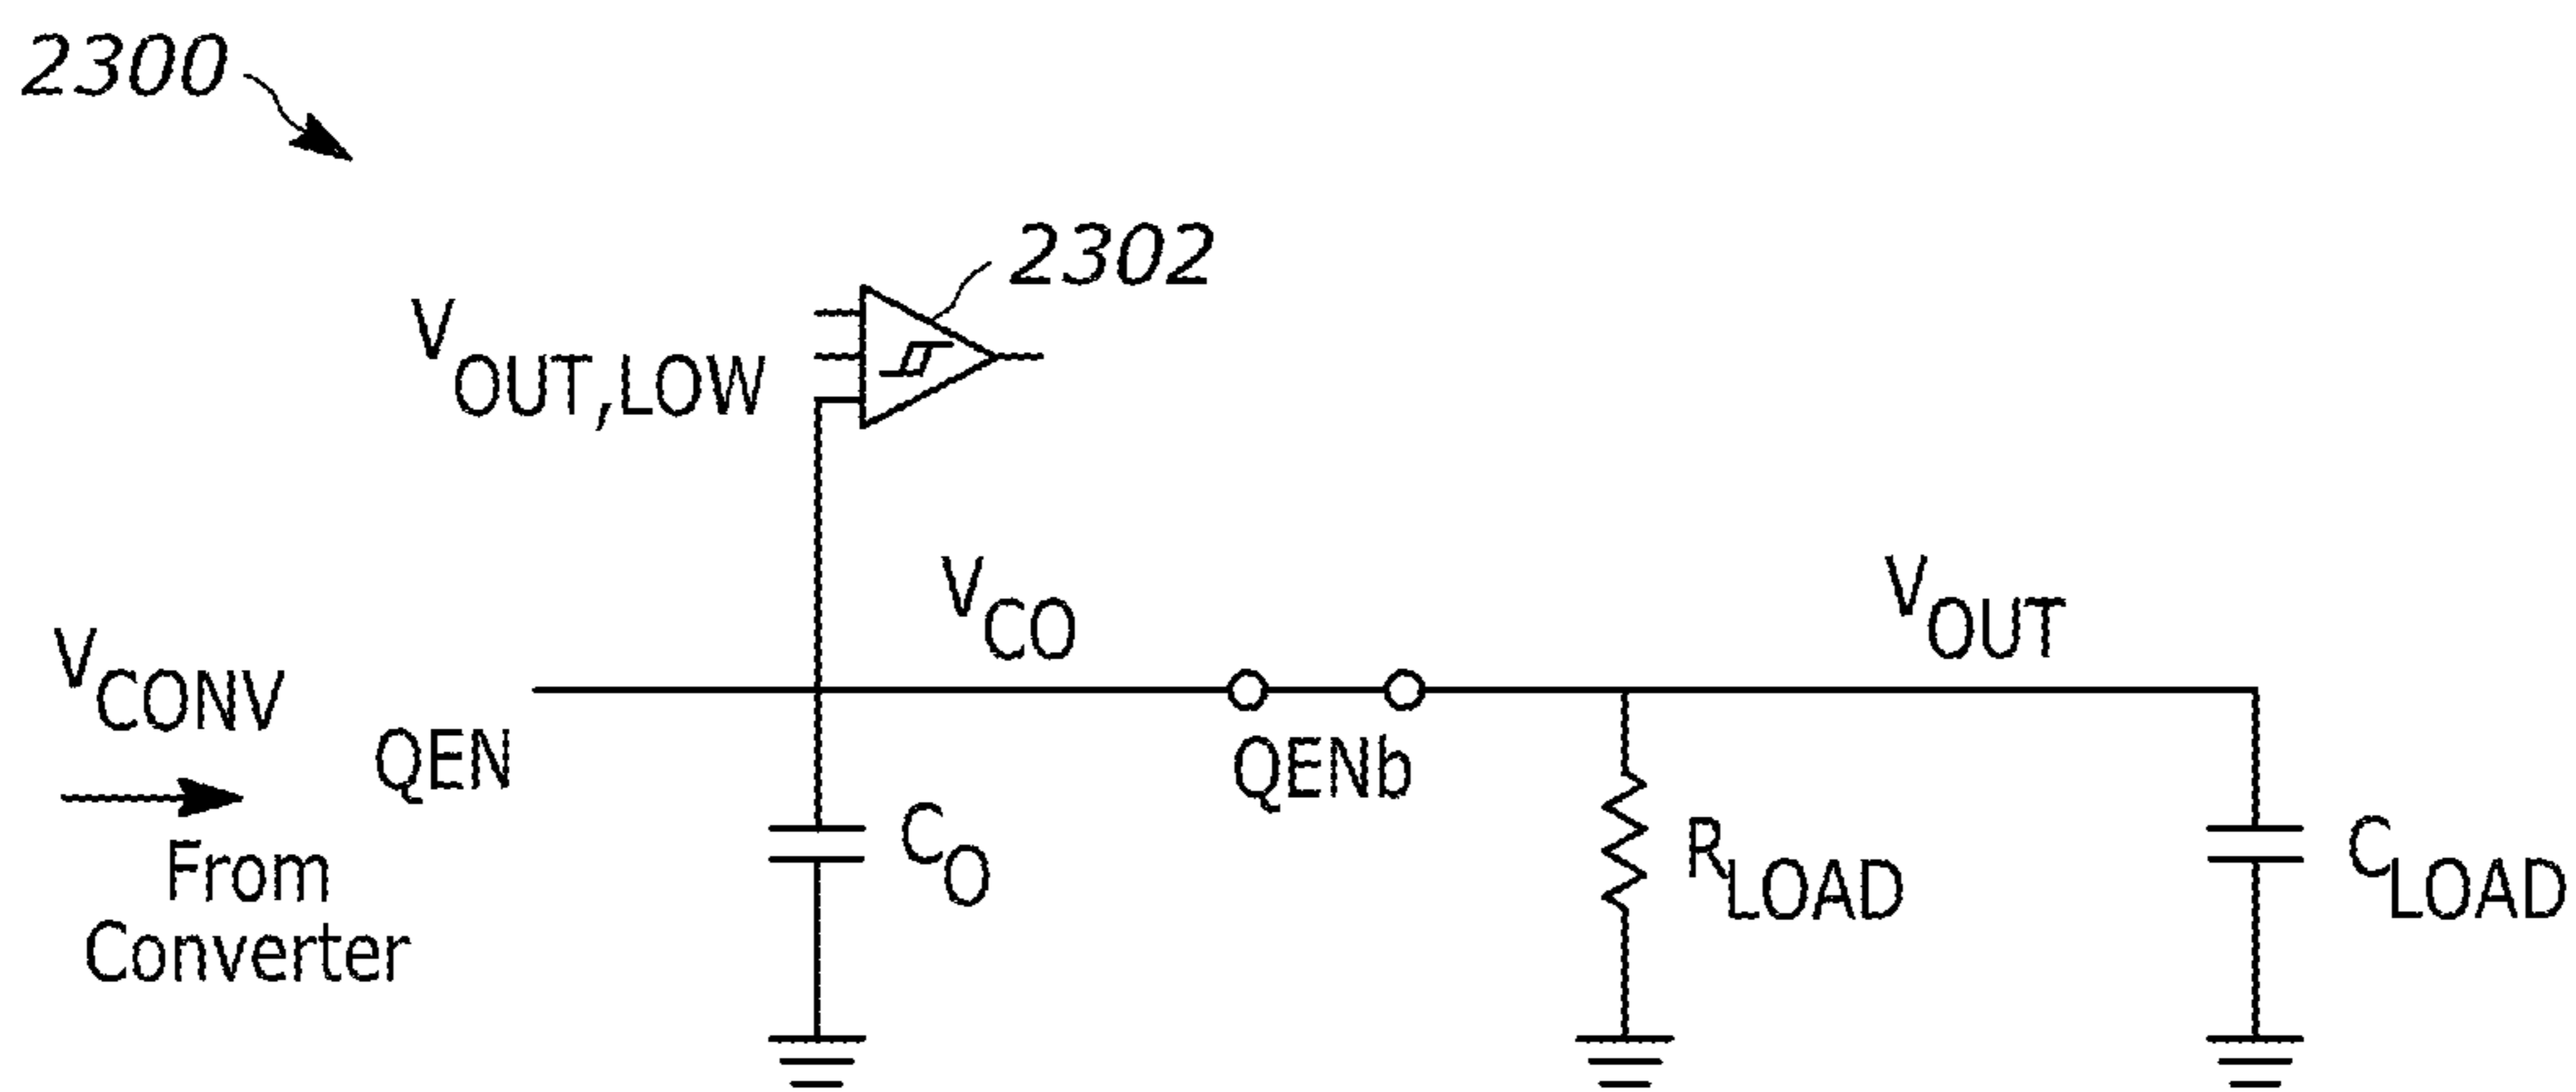 2300
2302
VOUT,LOW
VCO
VOUT
VCONV
QEN
QENb
From
Converter
CO
RLOAD
CLOAD